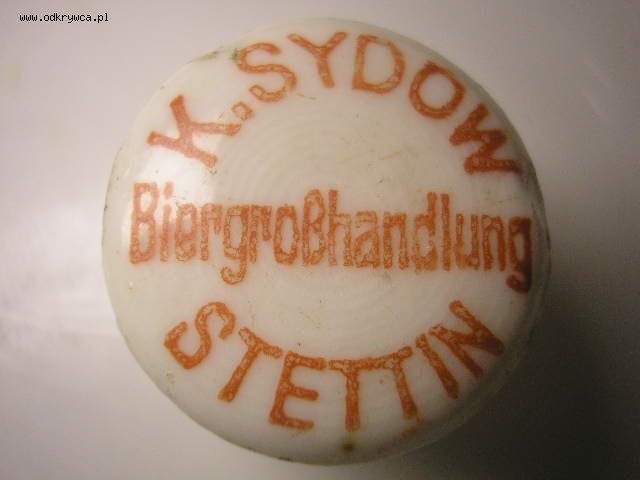 www.odkrywca.pl
K. SYDOW
Biergroßhandlung
STETTIN